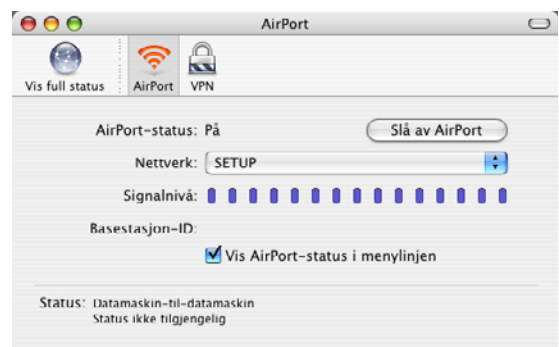 AirPort
Vis full status
AirPort
VPN
AirPort-status: På
Slå av AirPort
Nettverk: SETUP
Signalnivå:
Basestasjon-ID:
Vis AirPort-status i menylinjen
Status: Datamaskin-til-datamaskin
Status ikke tilgjengelig